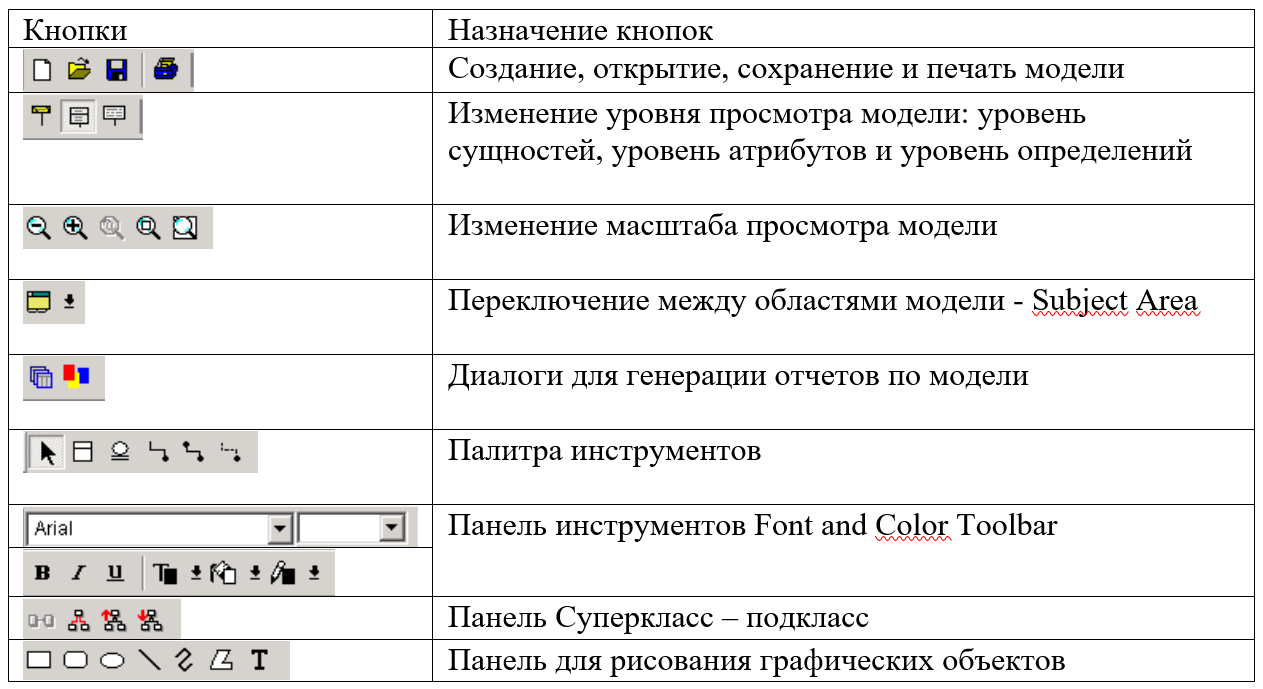 Кнопки
Назначение кнопок
Создание, открытие, сохранение и печать модели
Изменение уровня просмотра модели: уровень
сущностей, уровень атрибутов и уровень определений
Изменение масштаба просмотра модели
Переключение между областями модели - Subject Area
Диалоги для генерации отчетов по модели
Палитра инструментов
Arial
Панель инструментов Font and Color Toolbar
B I U T
Панель Суперкласс – подкласс
T
Панель для рисования графических объектов